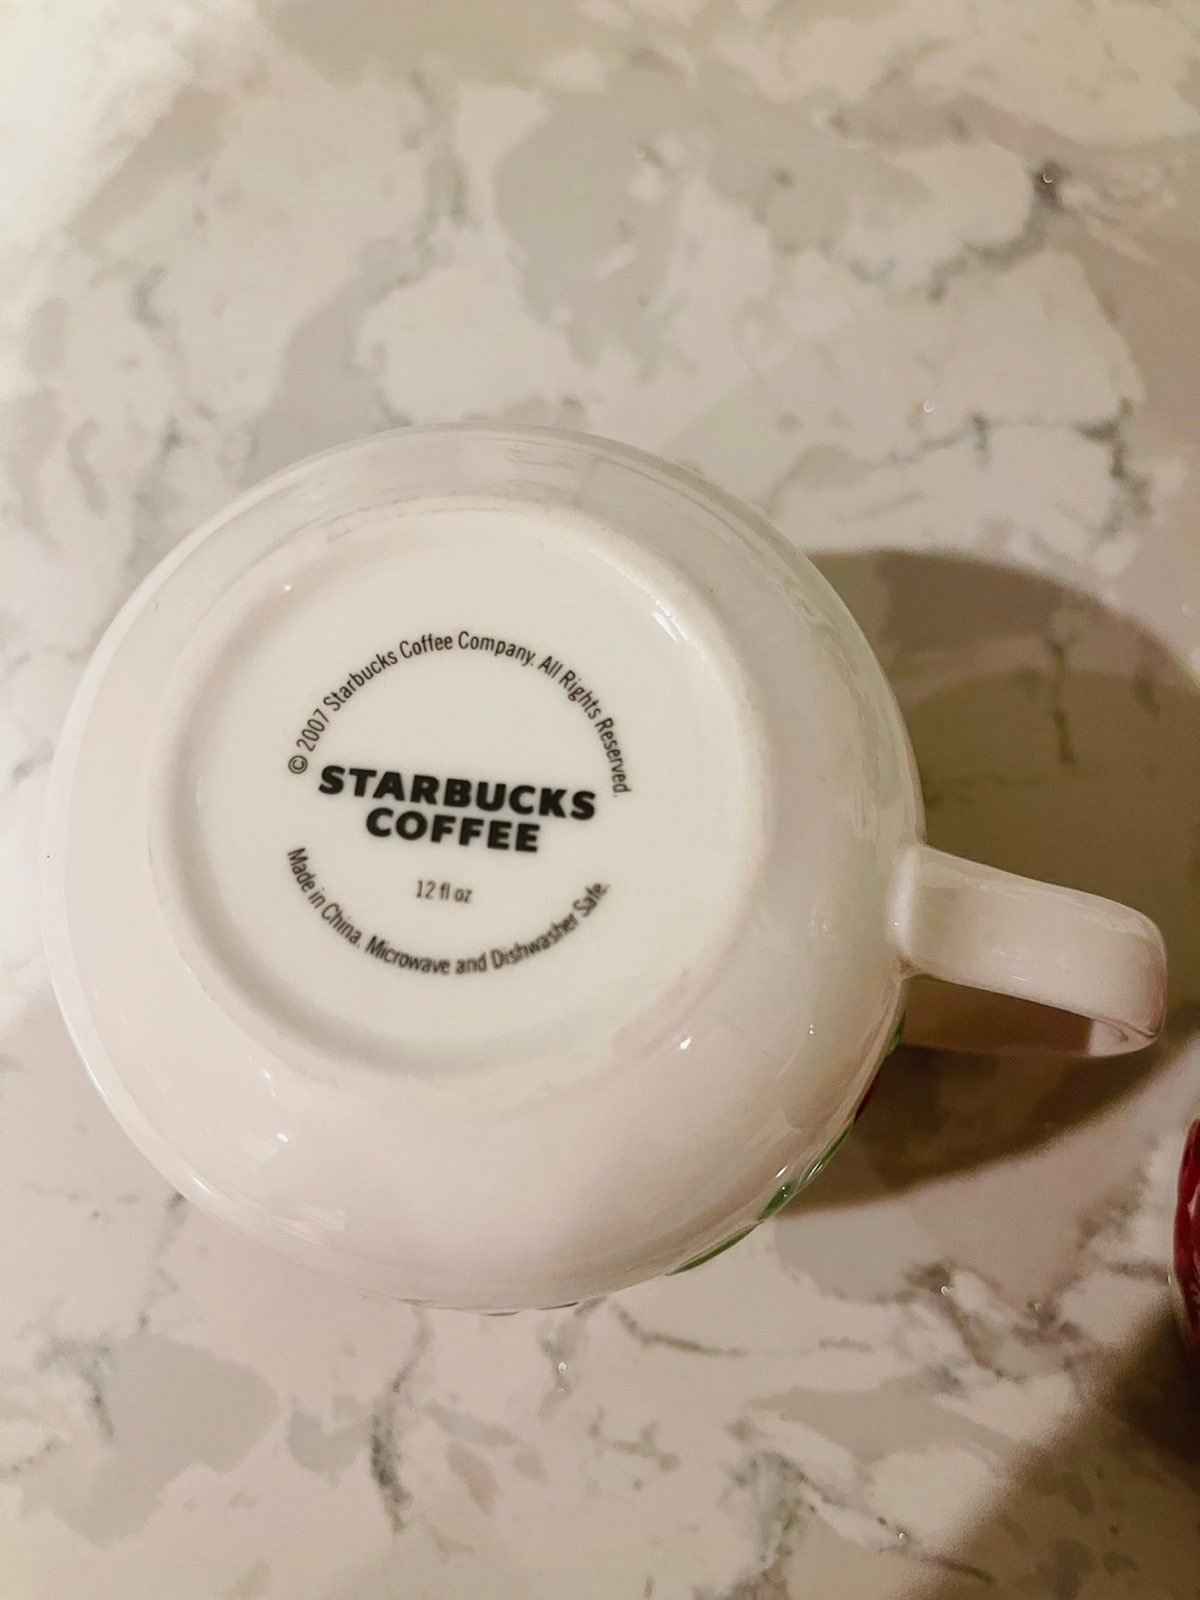 © 2007 Starbucks Coffee Company. All Rights Reserved.
STARBUCKS
COFFEE
12 fl oz
Made in China. Microwave and Dishwasher Safe.